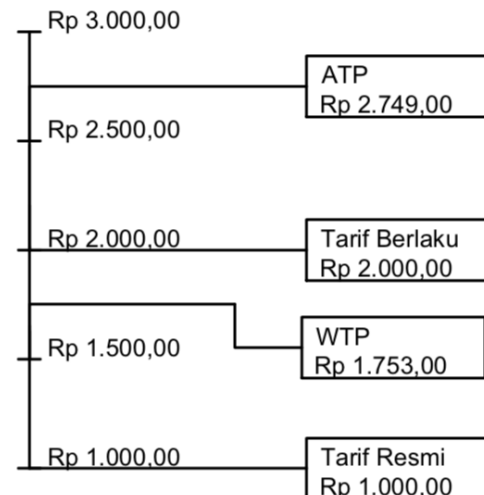 Rp 3.000,00
ATP
Rp 2.749,00
Rp 2.500,00
Rp 2.000,00
Tarif Berlaku
Rp 2.000,00
WTP
Rp 1.753,00
Rp 1.500,00
Rp 1.000,00
Tarif Resmi
Rp 1.000,00